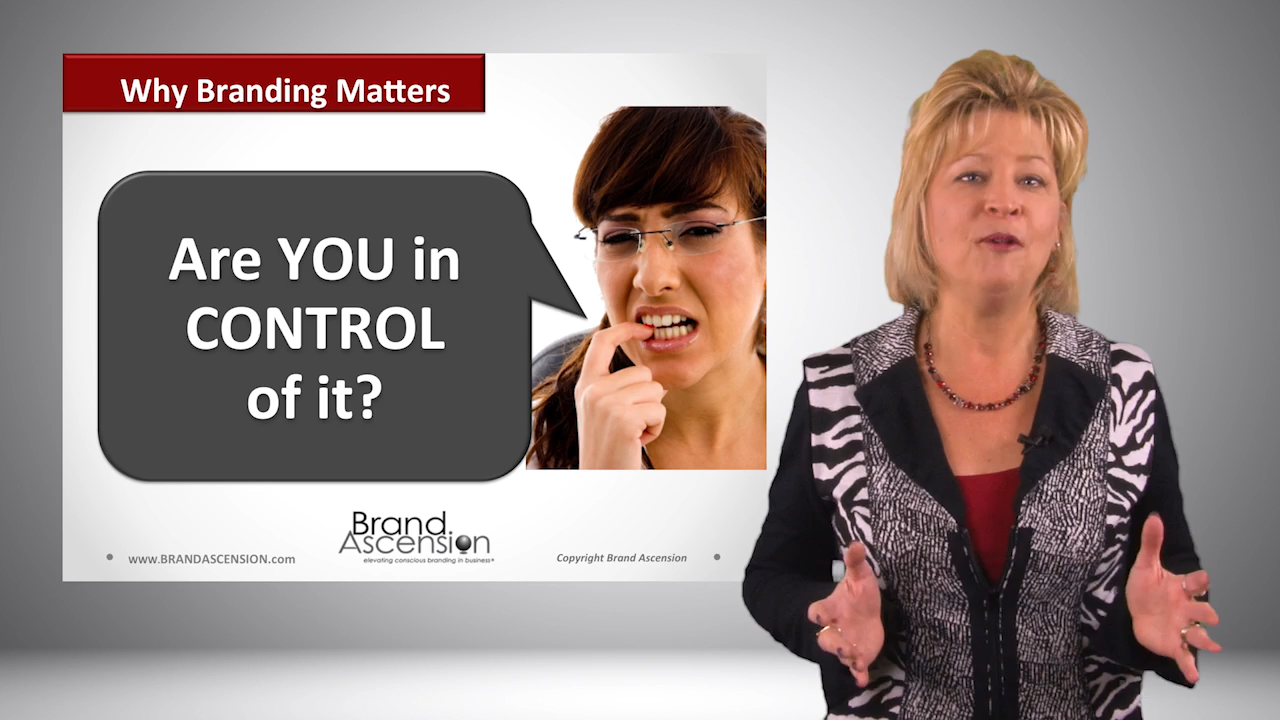 Why Branding Matters
Are YOU in
CONTROL
of it?
Brand
Ascension
elevating conscious branding in business®
www.BRANDASCENSION.com
Copyright Brand Ascension